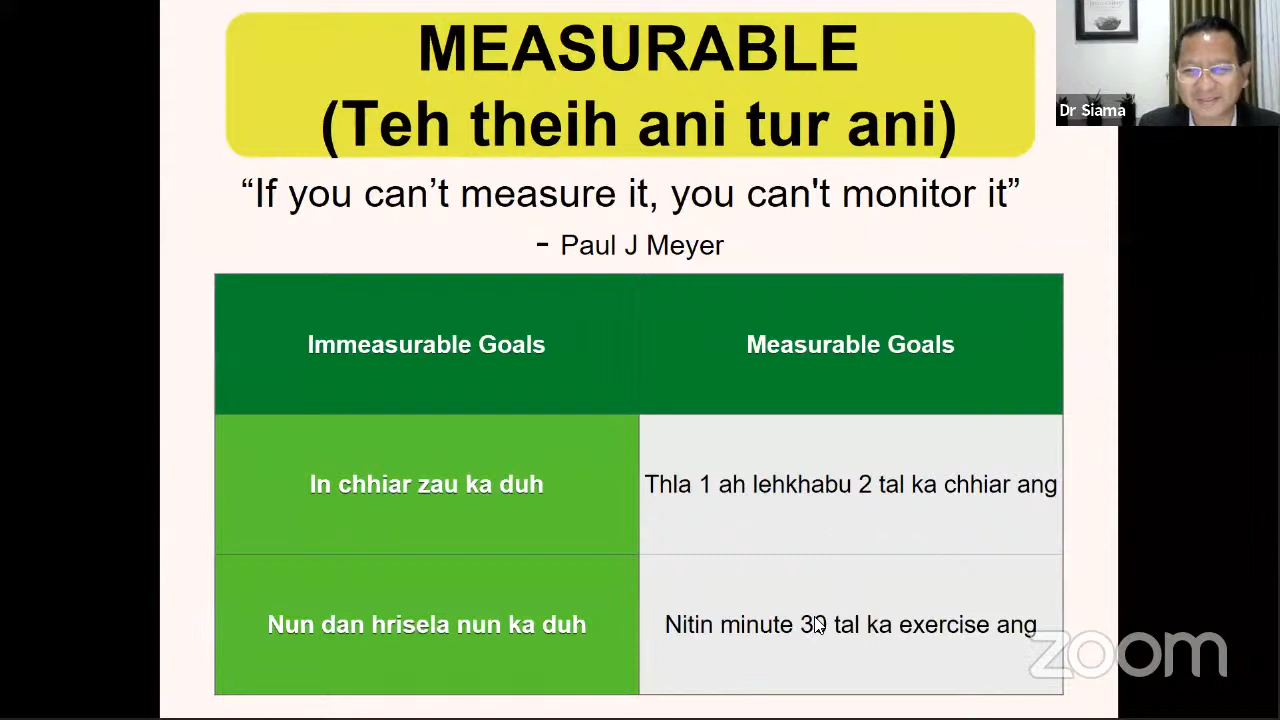 MEASURABLE
(Teh theih ani tur ani)
“If you can’t measure it, you can't monitor it”
- Paul J Meyer
Immeasurable Goals
Measurable Goals
In chhiar zau ka duh
Thla 1 ah lehkhabu 2 tal ka chhiar ang
Nun dan hrisela nun ka duh
Nitin minute 30 tal ka exercise ang
Dr Siama
zoom